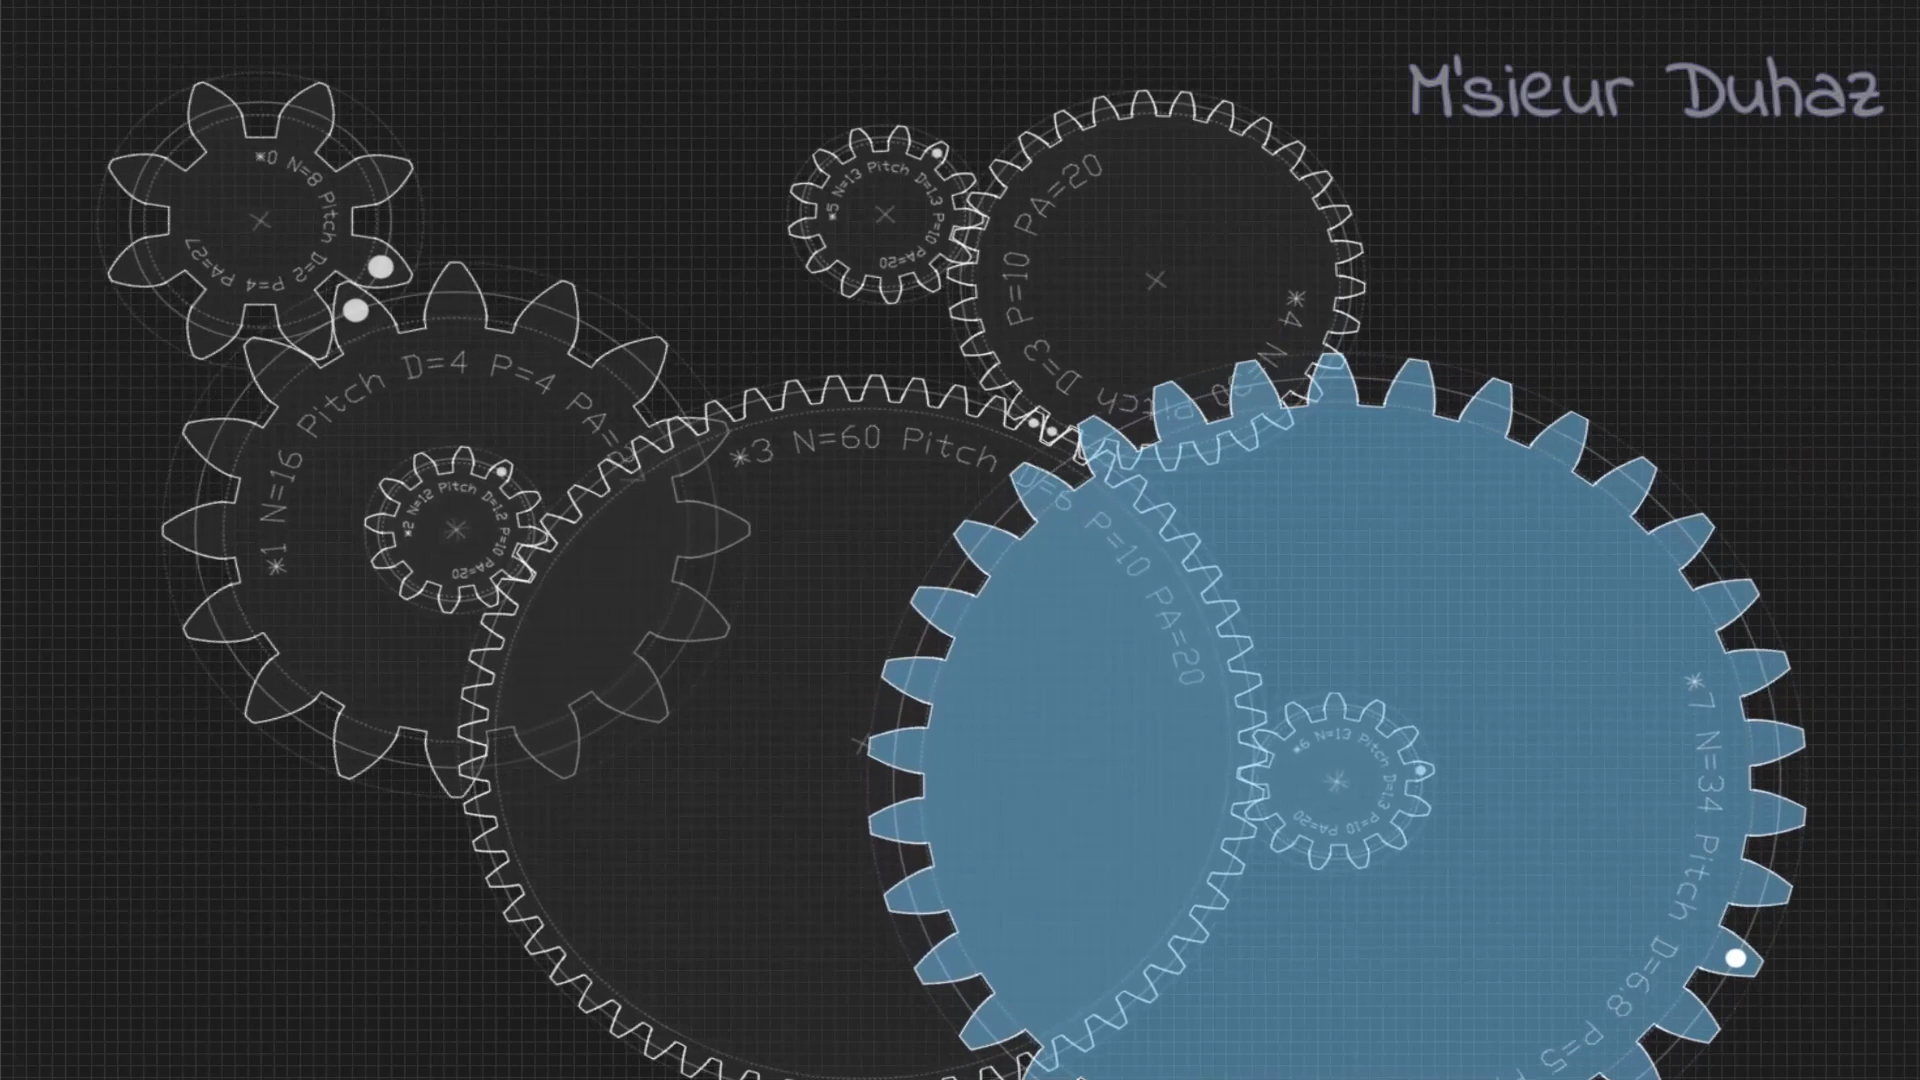 M'sieur Duhaz
*0 N=8 Pitch D=2 P=4 PA=27
*5 N=13 Pitch D=1.3 P=10 PA=20
Pitch D=3 P=10 PA=20
*4
*1 N=16 Pitch D=4 P=4 PA=
*2 N=12 Pitch D=1.2 P=10 PA=20
*3 N=60 Pitch D=6 P=10 PA=20
*6 N=13 Pitch D=1.3 P=10 PA=20
*7 N=34 Pitch D=6.8 P=5